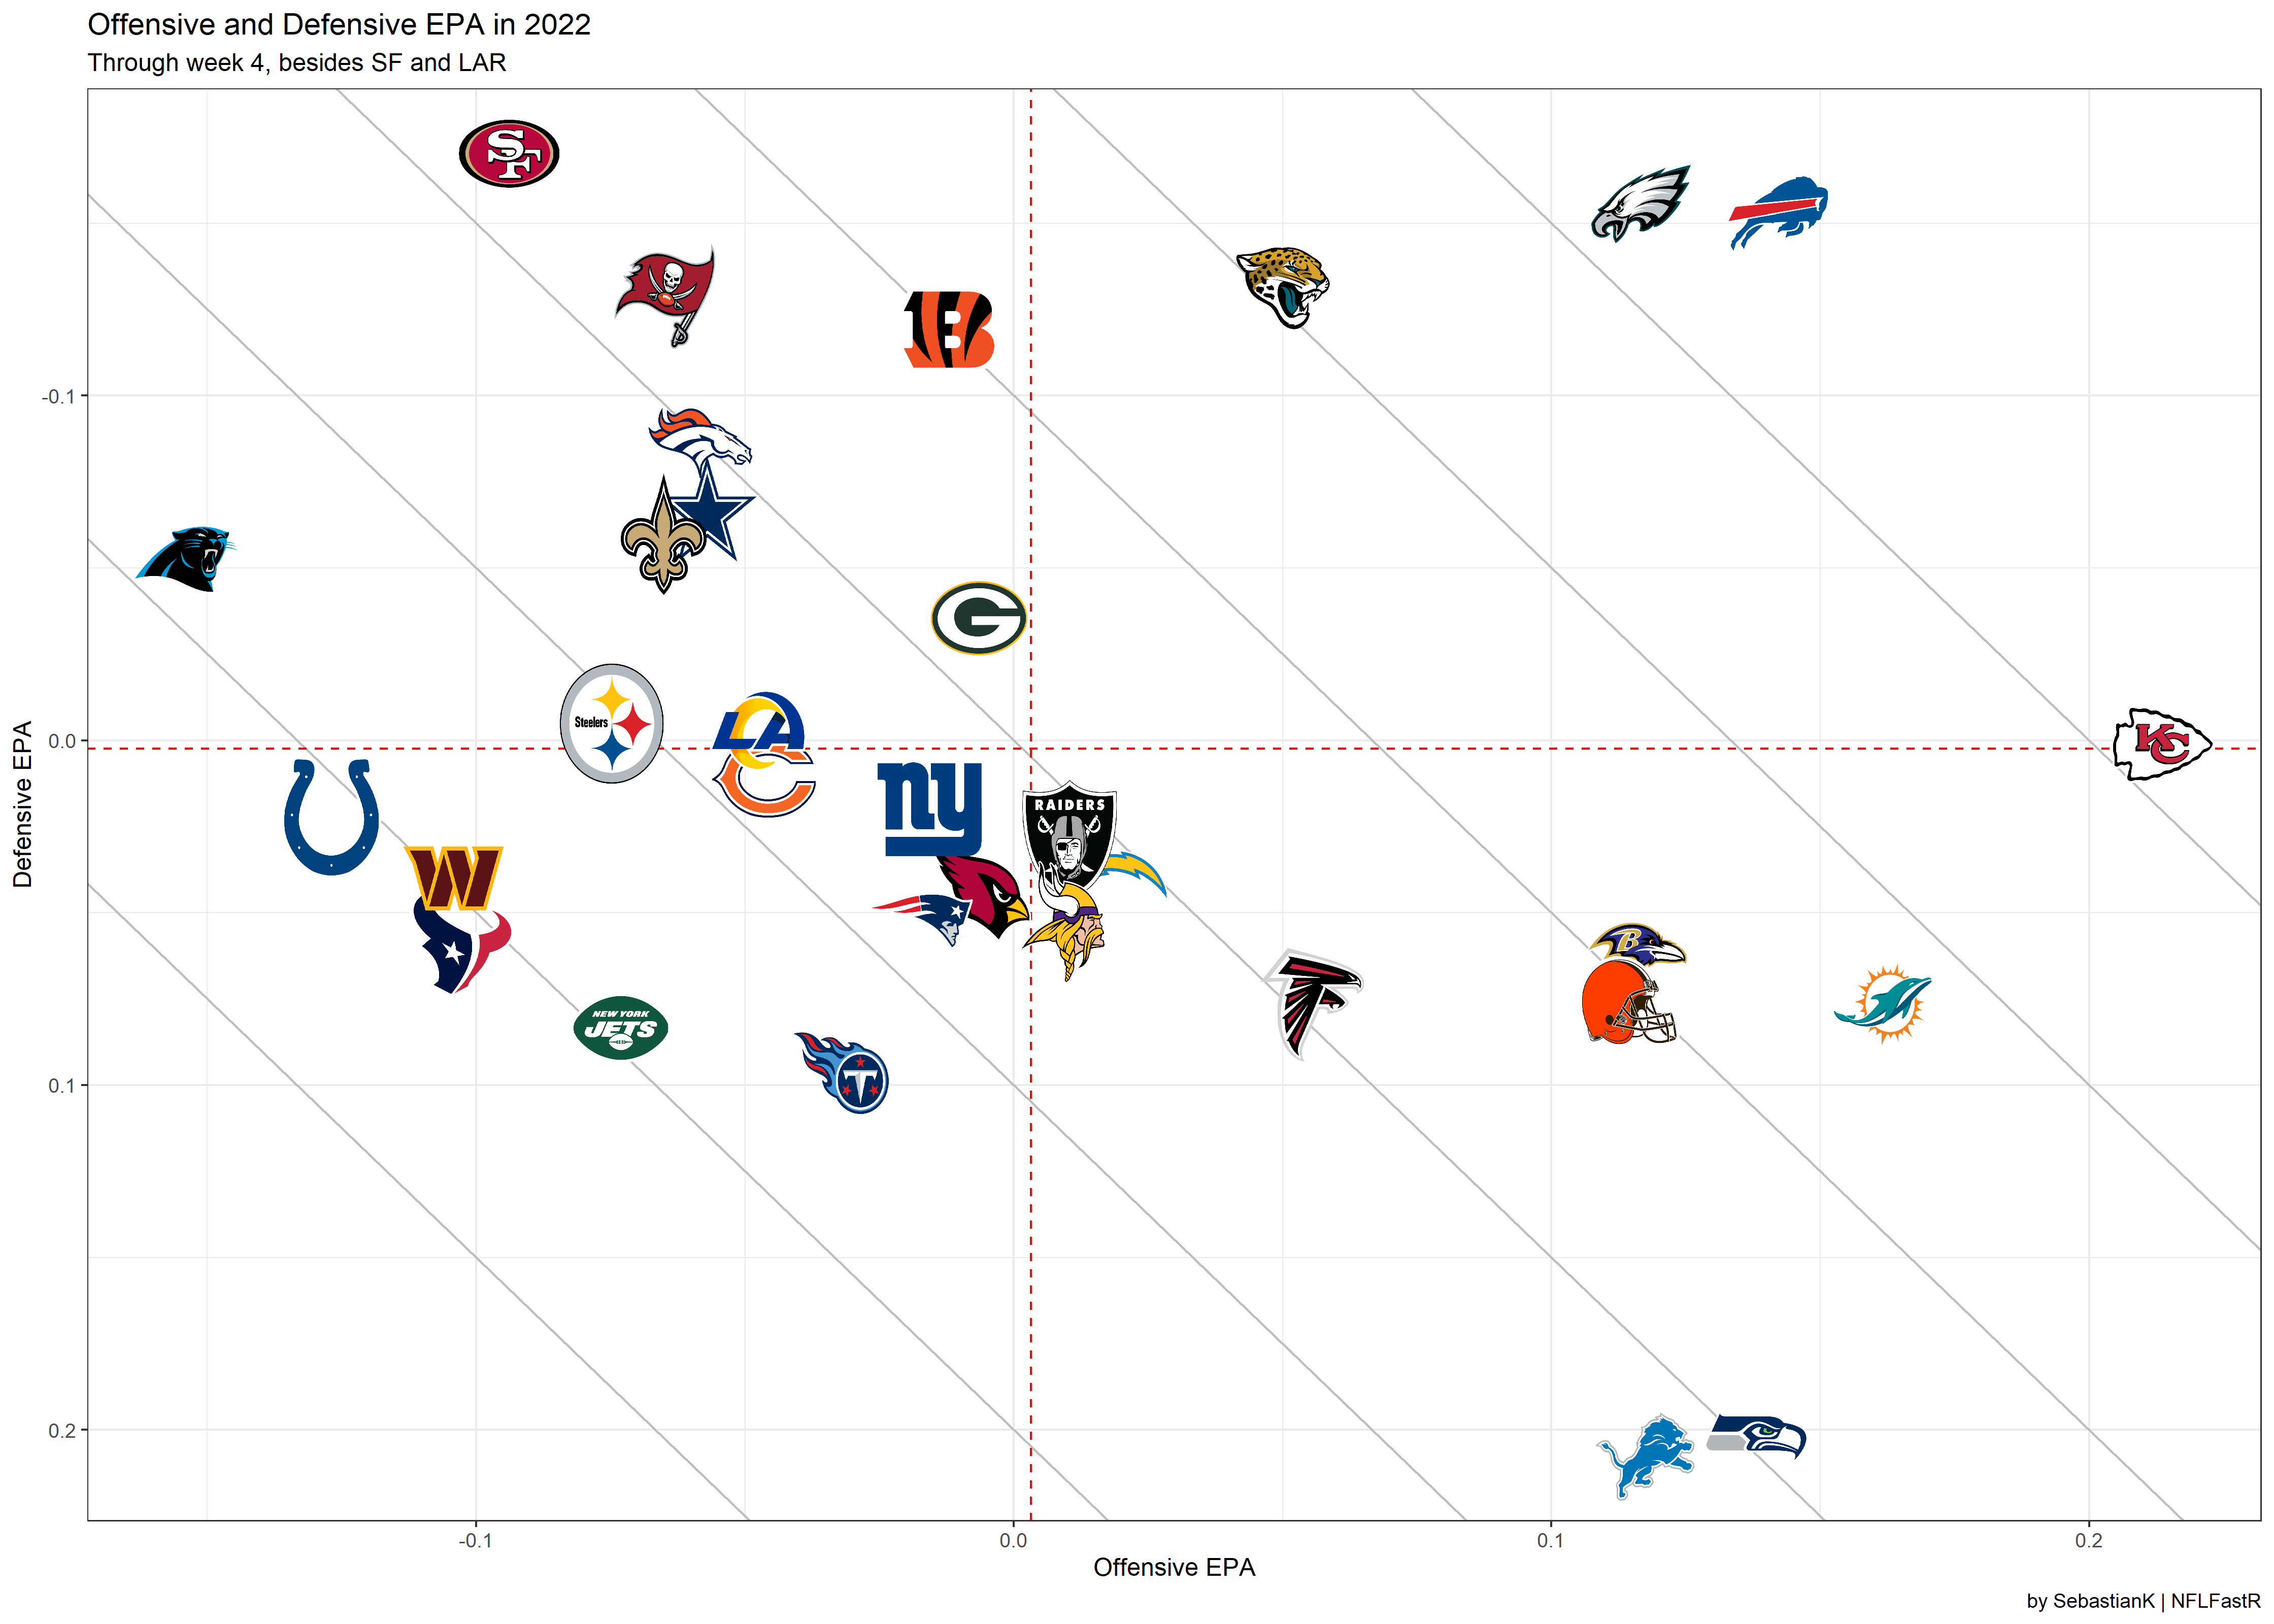 Offensive and Defensive EPA in 2022
Through week 4, besides SF and LAR
SF
-0.1
G
Steelers
LA
0.0
KC
Defensive EPA
ny
RAIDERS
W
B
NEW YORK
JETS
T
0.1
0.2
-0.1
0.0
0.1
0.2
Offensive EPA
by SebastianK | NFLFastR